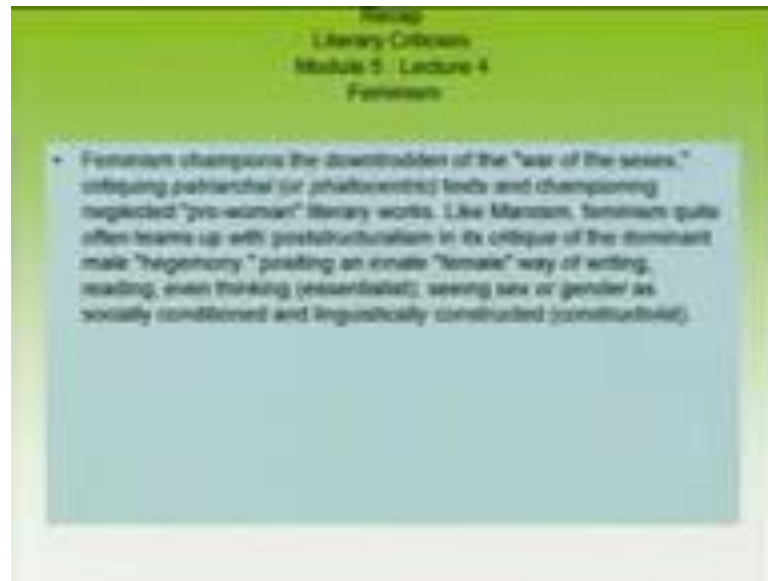 Recap
Literary Criticism
Module 5 Lecture 4
Feminism
• Feminism champions the downtrodden of the "war of the sexes,"
critiquing patriarchal (or phallocentric) texts and championing
neglected "pro-woman" literary works. Like Marxism, feminism quite
often teams up with poststructuralism in its critique of the dominant
male "hegemony," positing an innate "female" way of writing,
reading, even thinking (essentialist); seeing sex or gender as
socially conditioned and linguistically constructed (constructivist).